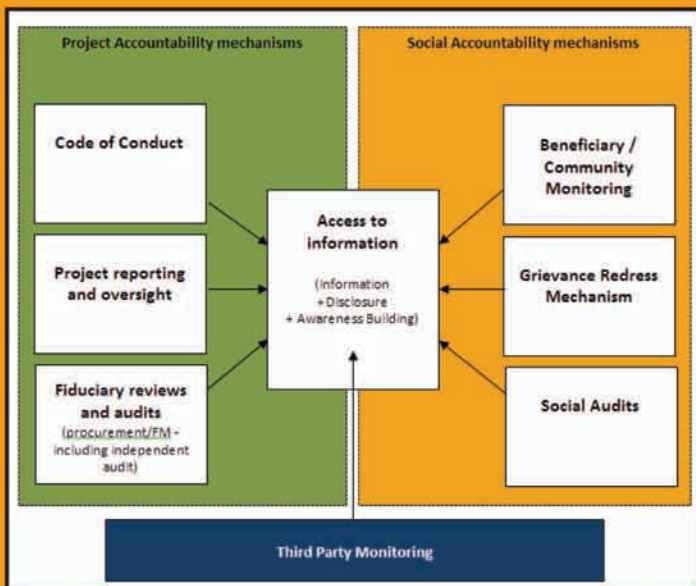 Project Accountability mechanisms
Social Accountability mechanisms
Code of Conduct
Project reporting
and oversight
Fiduciary reviews
and audits
(procurement/FM -
including independent
audit)
Access to
information
(Information
+Disclosure
+ Awareness Building)
Beneficiary /
Community
Monitoring
Grievance Redress
Mechanism
Social Audits
Third Party Monitoring